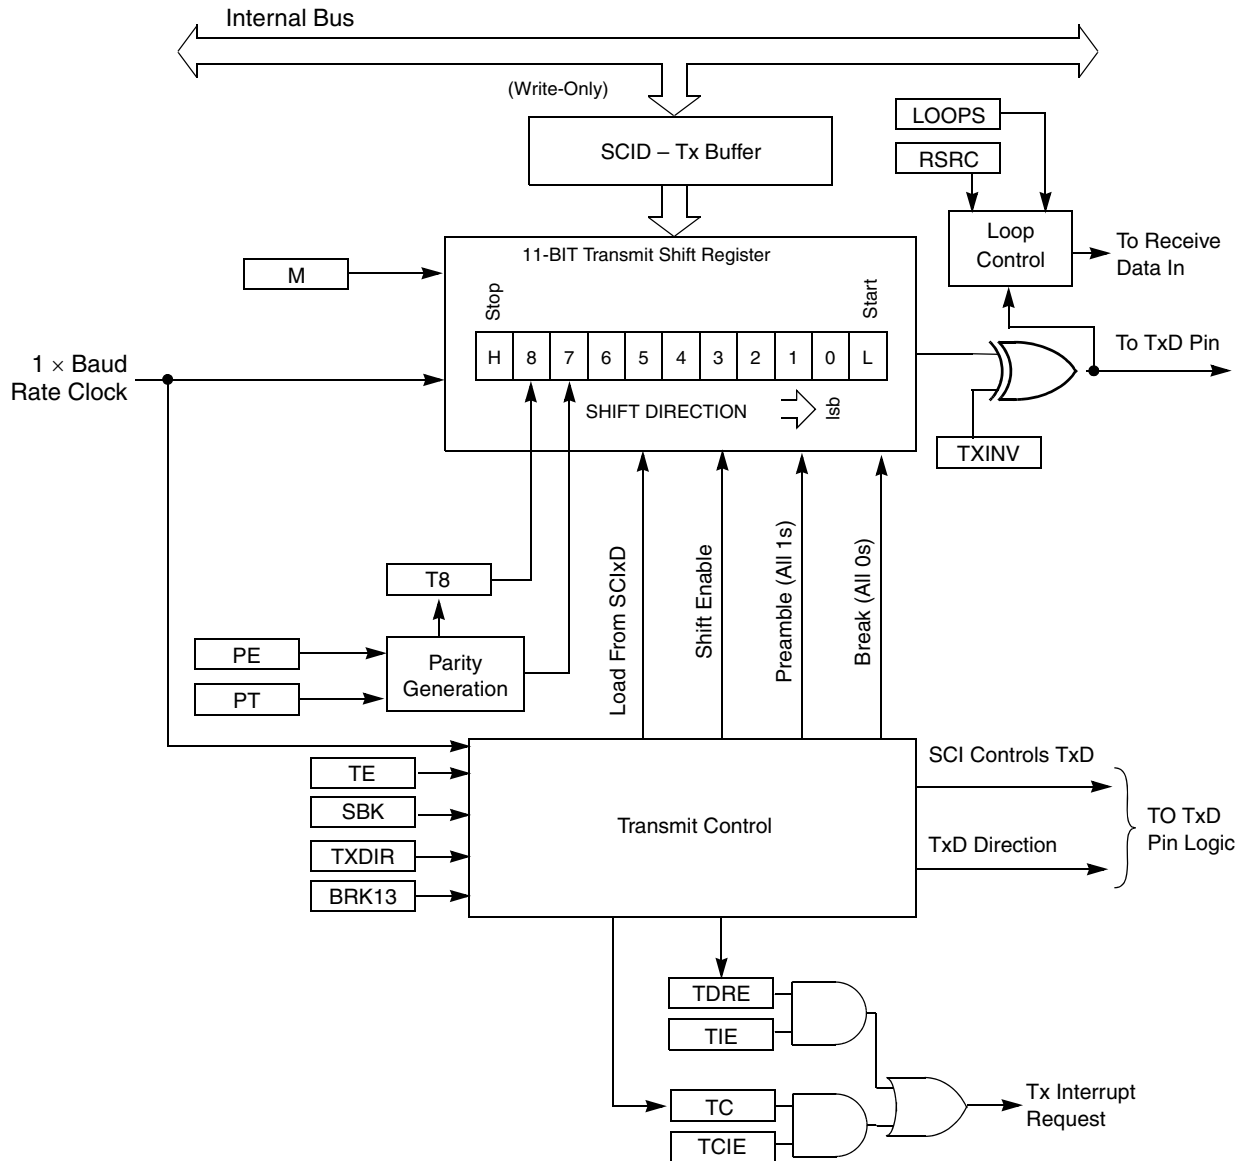 Internal Bus
(Write-Only)
LOOPS
SCID – Tx Buffer
RSRC
Loop
Control
To Receive
Data In
11-BIT Transmit Shift Register
M
Stop
Start
H 8 7 6 5 4 3 2 1 0 L
To TxD Pin
1 × Baud
Rate Clock
SHIFT DIRECTION
lsb
TXINV
Load From SCIxD
Shift Enable
Preamble (All 1s)
Break (All 0s)
T8
PE
PT
Parity
Generation
SCI Controls TxD
TE
SBK
TXDIR
BRK13
Transmit Control
TxD Direction
TO TxD
Pin Logic
TDRE
TIE
TC
TCIE
Tx Interrupt
Request